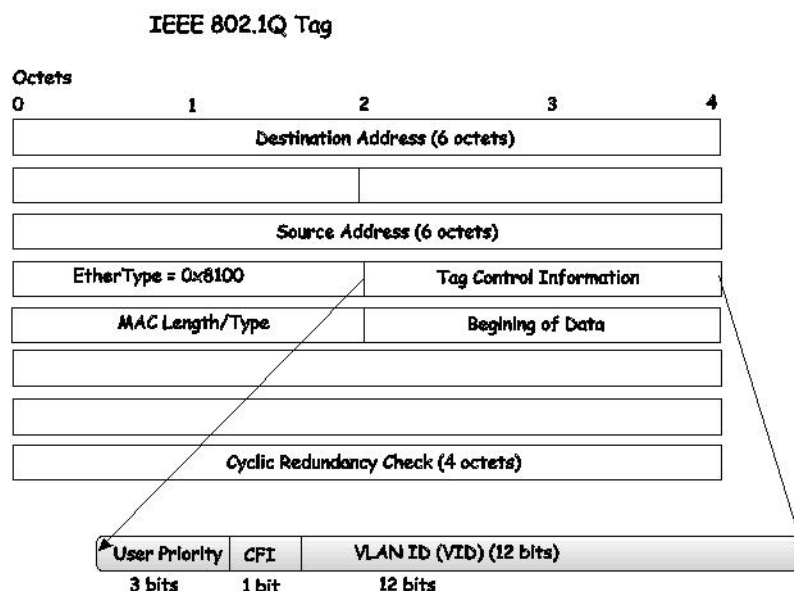 IEEE 802.1Q Tag
Octets
0 1 2 3 4
Destination Address (6 octets)
Source Address (6 octets)
EtherType = 0x8100 Tag Control Information
MAC Length/Type Begining of Data
Cyclic Redundancy Check (4 octets)
User Priority CFI VLAN ID (VID) (12 bits)
3 bits 1 bit 12 bits